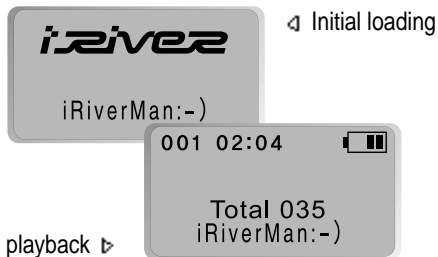 iRiver
Initial loading
iRiverMan:-)
001 02:04
Total 035
iRiverMan:-)
playback